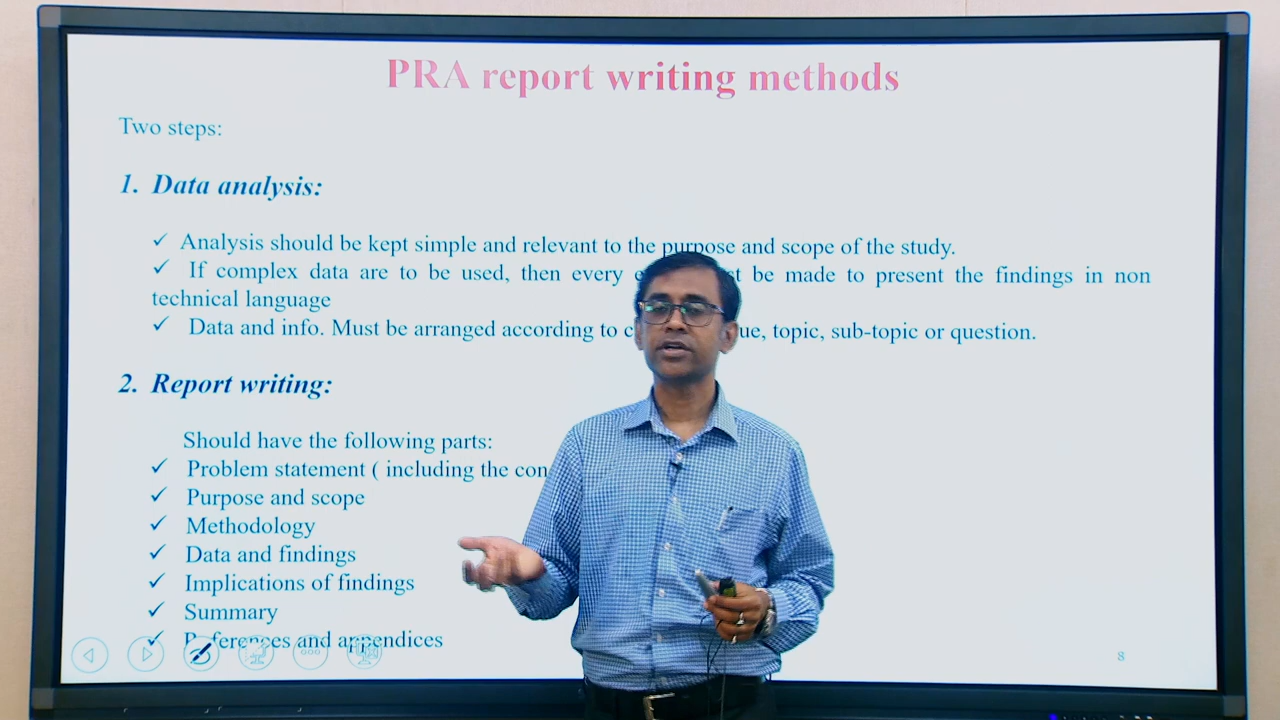 PRA report writing methods
Two steps:
1. Data analysis:
✓ Analysis should be kept simple and relevant to the purpose and scope of the study.
✓ If complex data are to be used, then every be made to present the findings in non
technical language
✓ Data and info. Must be arranged according to topic, sub-topic or question.
2. Report writing:
Should have the following parts:
✓ Problem statement ( including the
✓ Purpose and scope
✓ Methodology
✓ Data and findings
✓ Implications of findings
✓ Summary
✓ References and appendices
8